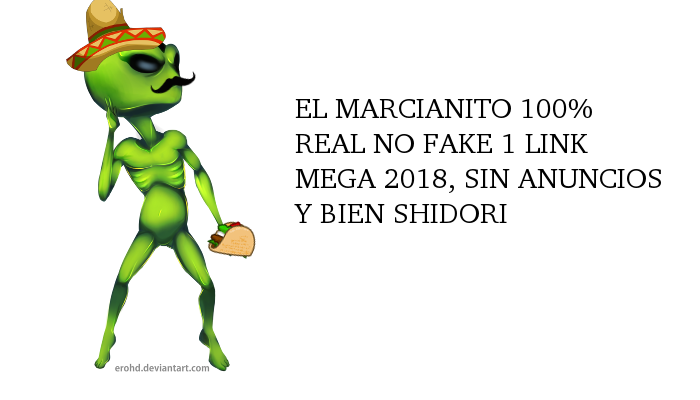 EL MARCIANITO 100%
REAL NO FAKE 1 LINK
MEGA 2018, SIN ANUNCIOS
Y BIEN SHIDORI
erohd.deviantart.com